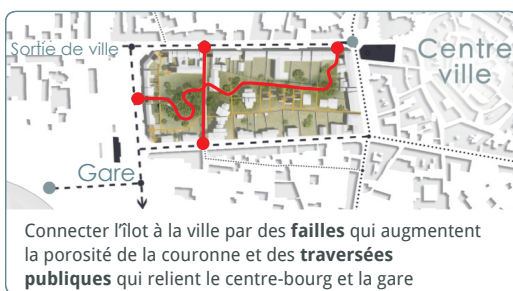 Sortie de ville
Centre
ville
Gare
Connecter l’îlot à la ville par des failles qui augmentent
la porosité de la couronne et des traversées
publiques qui relient le centre-bourg et la gare